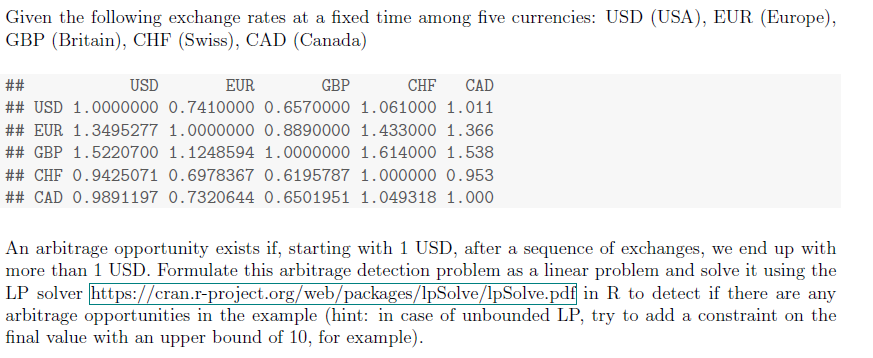 Given the following exchange rates at a fixed time among five currencies: USD (USA), EUR (Europe),
GBP (Britain), CHF (Swiss), CAD (Canada)
## USD EUR GBP CHF CAD
## USD 1.0000000 0.7410000 0.6570000 1.061000 1.011
## EUR 1.3495277 1.0000000 0.8890000 1.433000 1.366
## GBP 1.5220700 1.1248594 1.0000000 1.614000 1.538
## CHF 0.9425071 0.6978367 0.6195787 1.000000 0.953
## CAD 0.9891197 0.7320644 0.6501951 1.049318 1.000
An arbitrage opportunity exists if, starting with 1 USD, after a sequence of exchanges, we end up with
more than 1 USD. Formulate this arbitrage detection problem as a linear problem and solve it using the
LP solver https://cran.r-project.org/web/packages/lpSolve/lpSolve.pdf in R to detect if there are any
arbitrage opportunities in the example (hint: in case of unbounded LP, try to add a constraint on the
final value with an upper bound of 10, for example).